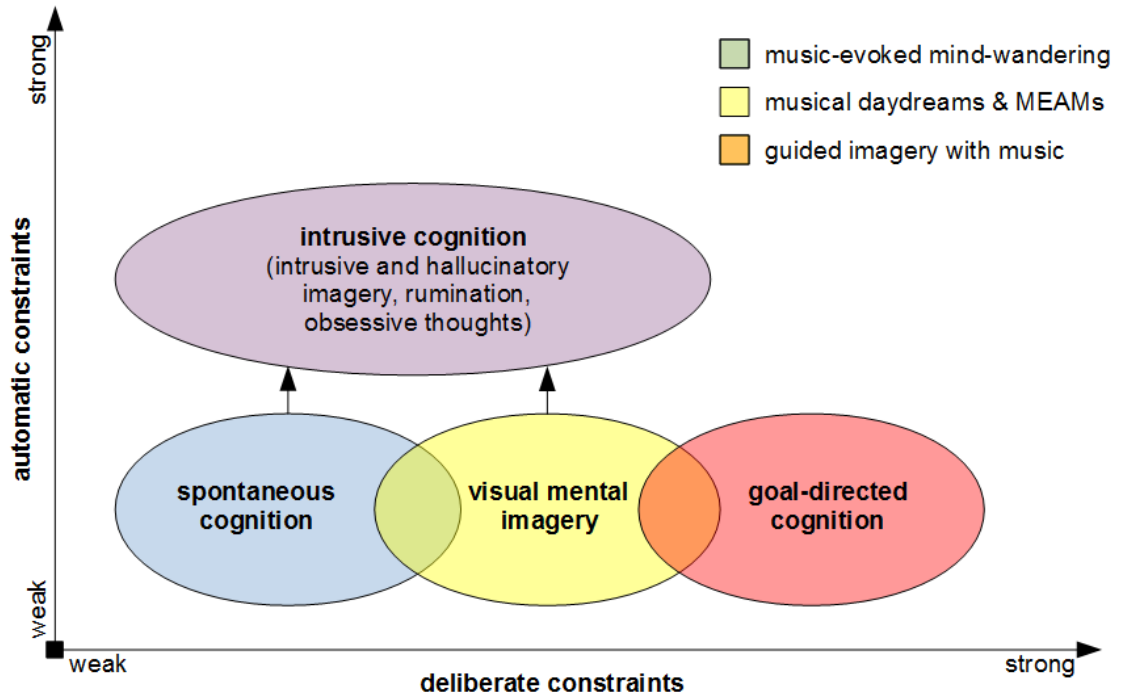 strong
music-evoked mind-wandering
musical daydreams & MEAMs
guided imagery with music
automatic constraints
intrusive cognition
(intrusive and hallucinatory
imagery, rumination,
obsessive thoughts)
spontaneous
cognition
visual mental
imagery
goal-directed
cognition
weak
weak
strong
deliberate constraints